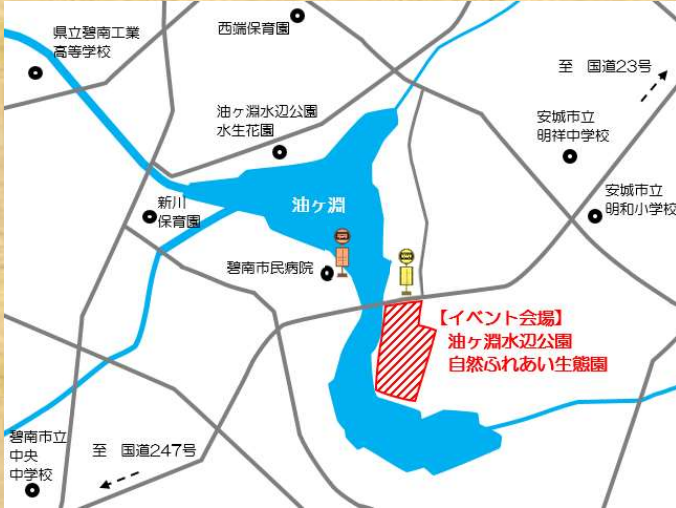 県立碧南工業
高等学校
西端保育園
至 国道23号
油ヶ淵水辺公園
水生花園
安城市立
明祥中学校
油ヶ淵
新川
保育園
安城市立
明和小学校
碧南市民病院
【イベント会場】
油ヶ淵水辺公園
自然ふれあい生態園
碧南市立
中央
中学校
至 国道247号